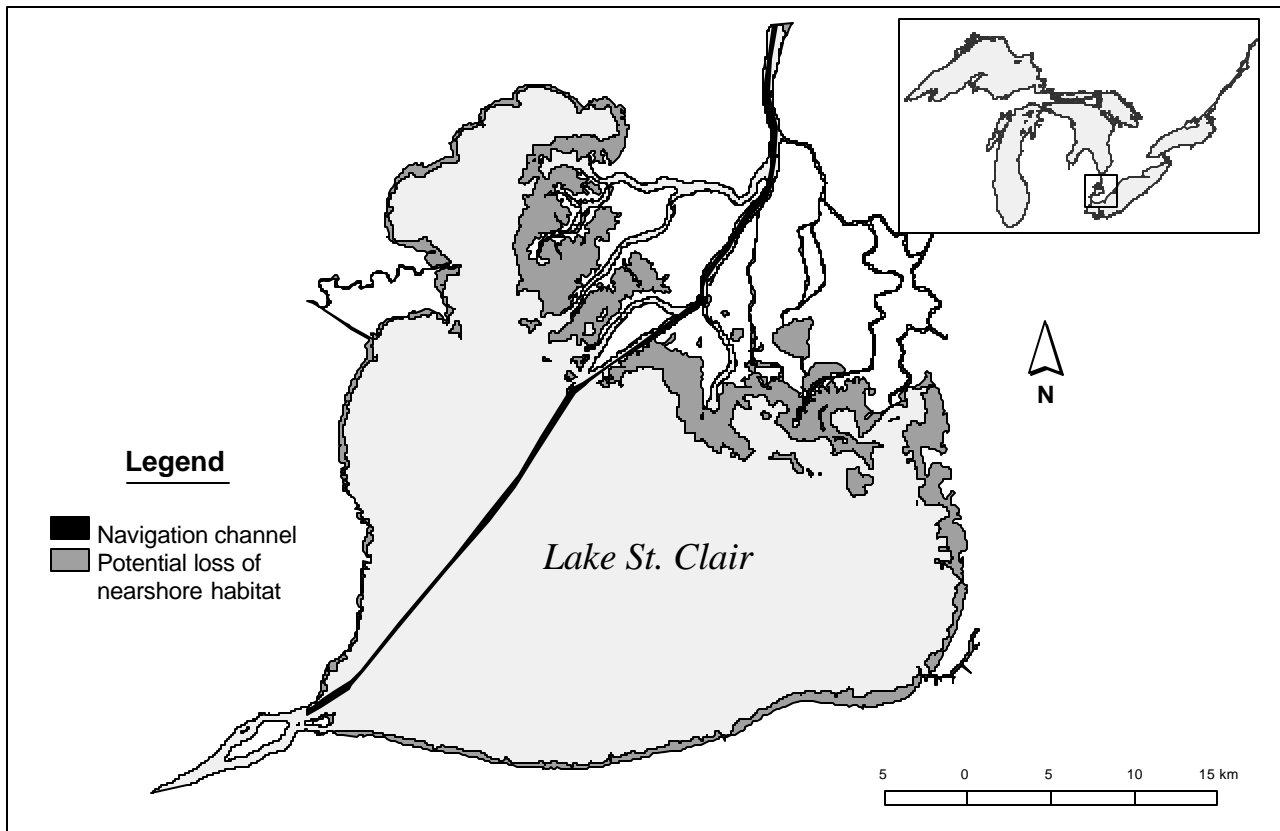 N
Legend
Navigation channel
Potential loss of
nearshore habitat
Lake St. Clair
5 0 5 10 15 km